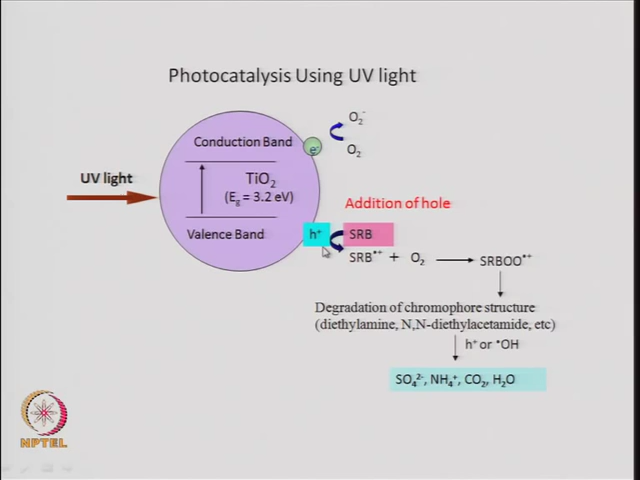 Photocatalysis Using UV light
O₂⁻
Conduction Band
e⁻
O₂
UV light
TiO₂
(Eg = 3.2 eV)
Addition of hole
Valence Band
h⁺
SRB
SRB•⁺ + O₂
SRBOO•⁺
Degradation of chromophore structure
(diethylamine, N,N-diethylacetamide, etc)
h⁺ or •OH
SO₄²⁻, NH₄⁺, CO₂, H₂O
NPTEL